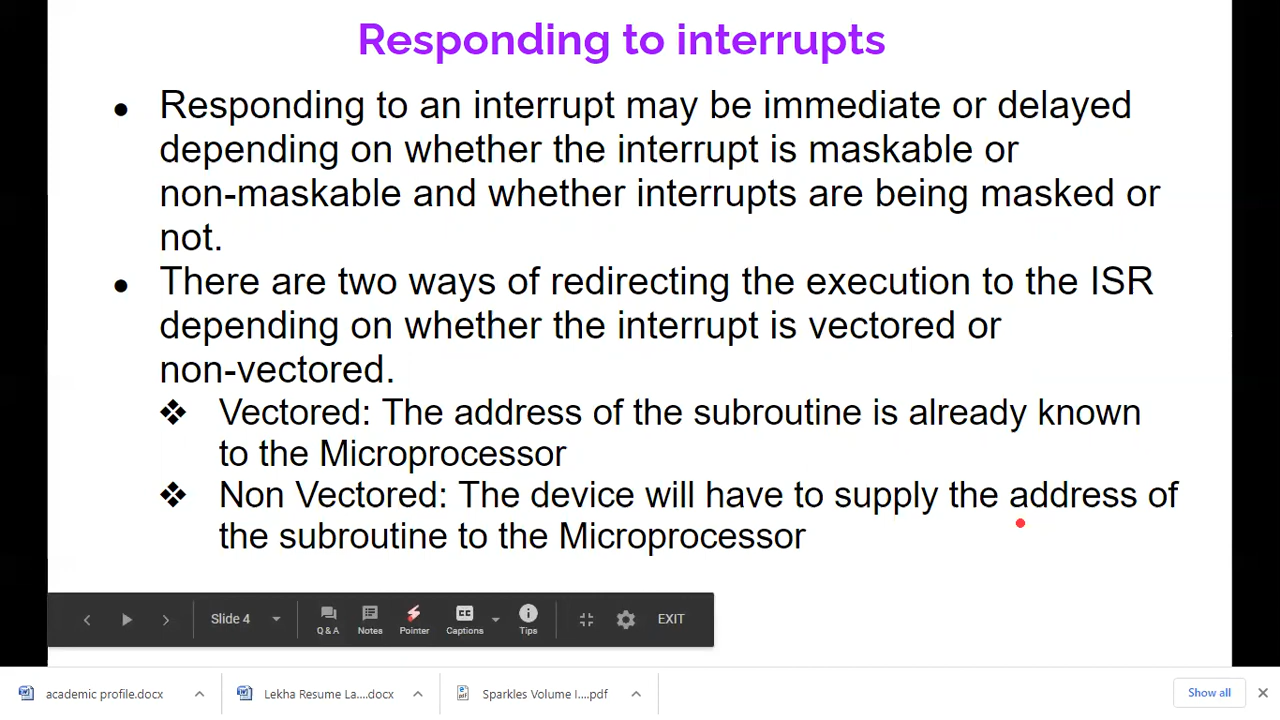 Responding to interrupts
● Responding to an interrupt may be immediate or delayed
depending on whether the interrupt is maskable or
non-maskable and whether interrupts are being masked or
not.
● There are two ways of redirecting the execution to the ISR
depending on whether the interrupt is vectored or
non-vectored.
❖ Vectored: The address of the subroutine is already known
to the Microprocessor
❖ Non Vectored: The device will have to supply the address of
the subroutine to the Microprocessor
Slide 4 Q & A Notes Pointer CC Captions Tips EXIT
academic profile.docx Lekha Resume La....docx Sparkles Volume I....pdf Show all